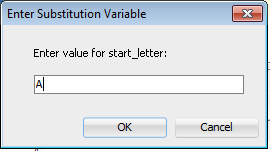 Enter Substitution Variable
Enter value for start_letter:
A
OK Cancel